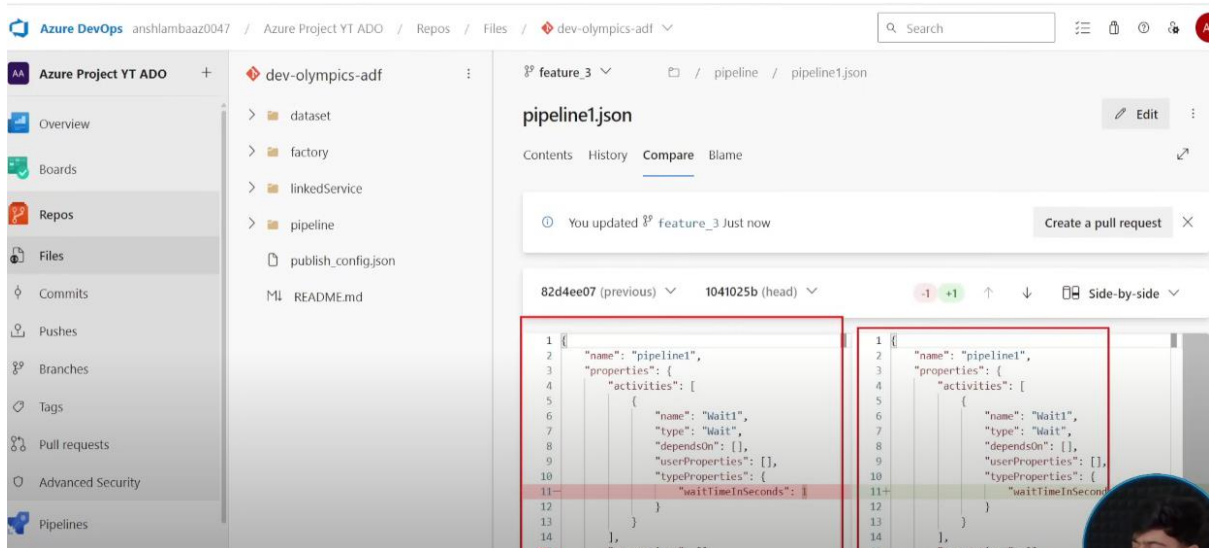 Azure DevOps anshlambaaz0047 / Azure Project YT ADO / Repos / Files / dev-olympics-adf
Search
A
AA Azure Project YT ADO +
Overview
Boards
Repos
Files
Commits
Pushes
Branches
Tags
Pull requests
Advanced Security
Pipelines
dev-olympics-adf
dataset
factory
linkedService
pipeline
publish_config.json
M↓ README.md
feature_3 / pipeline / pipeline1.json
pipeline1.json
Edit
Contents History Compare Blame
You updated feature_3 Just now
Create a pull request
82d4ee07 (previous) 1041025b (head) -1 +1 Side-by-side
1 {
2 "name": "pipeline1",
3 "properties": {
4 "activities": [
5 {
6 "name": "Wait1",
7 "type": "Wait",
8 "dependsOn": [],
9 "userProperties": [],
10 "typeProperties": {
11- "waitTimeInSeconds": 1
12 }
13 }
14 ],
1 {
2 "name": "pipeline1",
3 "properties": {
4 "activities": [
5 {
6 "name": "Wait1",
7 "type": "Wait",
8 "dependsOn": [],
9 "userProperties": [],
10 "typeProperties": {
11+ "waitTimeInSecond
12 }
13 }
14 ],